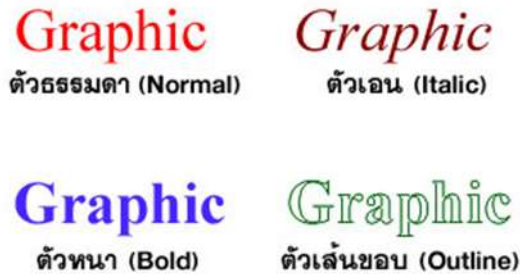 Graphic
Graphic
ตัวธรรมดา (Normal)
ตัวเอน (Italic)
Graphic
Graphic
ตัวหนา (Bold)
ตัวเส้นขอบ (Outline)